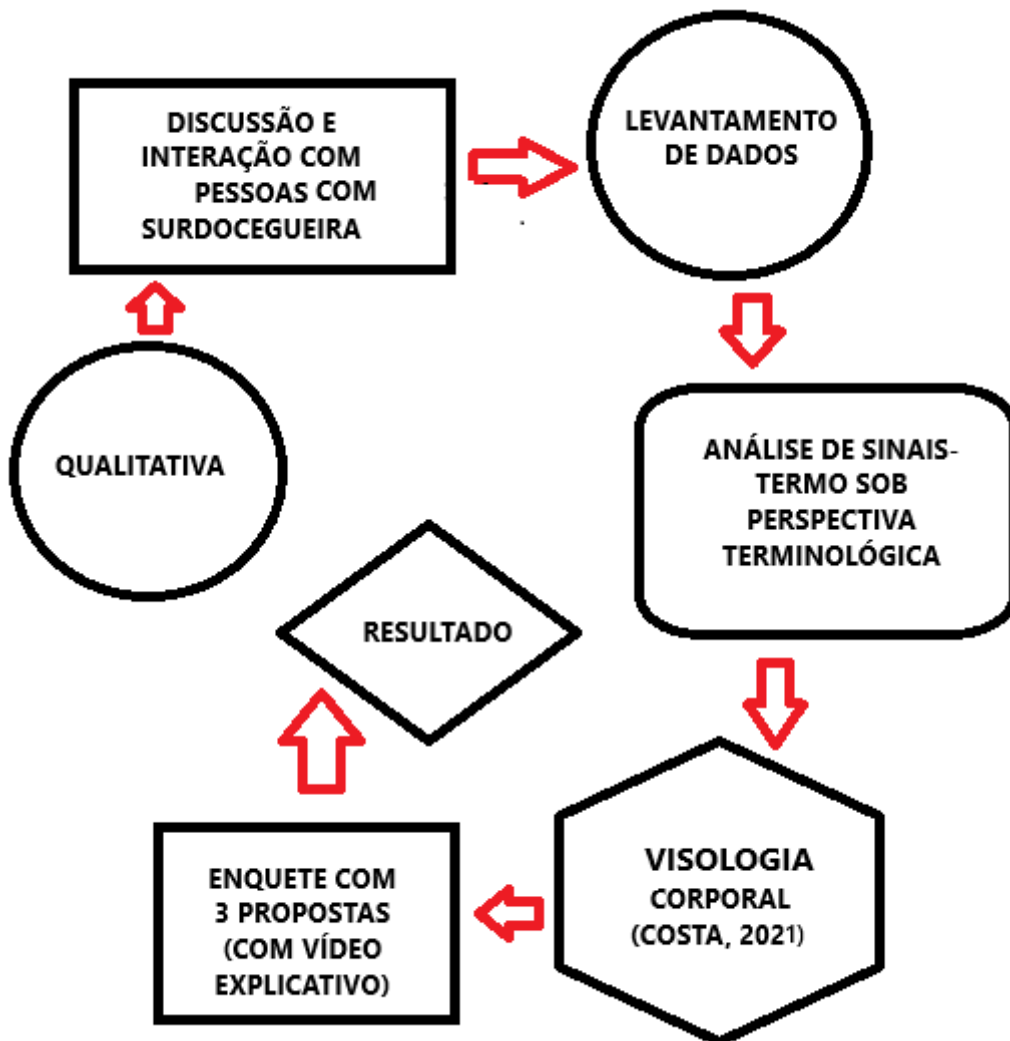 QUALITATIVA
DISCUSSÃO E
INTERAÇÃO COM
PESSOAS COM
SURDOCEGUEIRA
LEVANTAMENTO
DE DADOS
ANÁLISE DE SINAIS-
TERMO SOB
PERSPECTIVA
TERMINOLÓGICA
VISOLOGIA
CORPORAL
(COSTA, 2021)
ENQUETE COM
3 PROPOSTAS
(COM VÍDEO
EXPLICATIVO)
RESULTADO